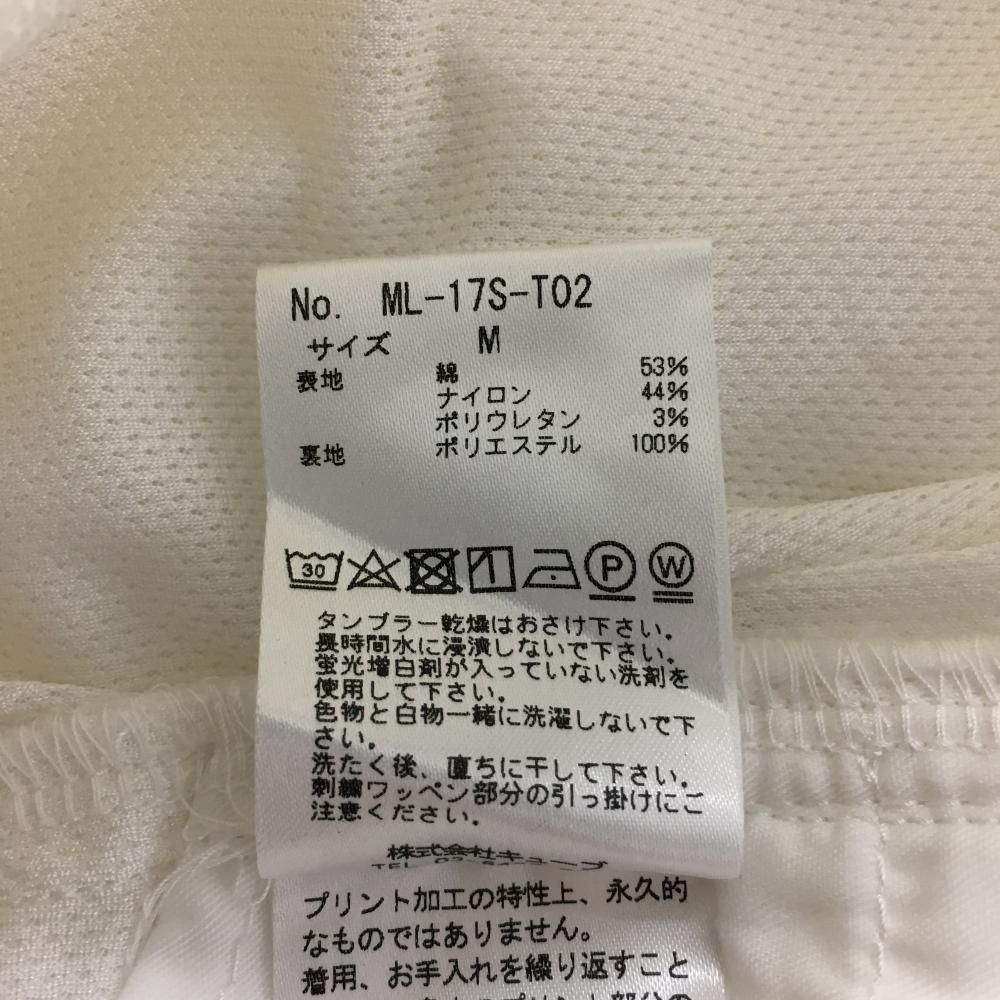 No. ML-17S-T02
サイズ M
表地 綿 53%
ナイロン 44%
ポリウレタン 3%
裏地 ポリエステル 100%
30 P W
タンブラー乾燥はおさけ下さい。
長時間水に浸漬しないで下さい。
蛍光増白剤が入っていない洗剤を
使用して下さい。
色物と白物一緒に洗濯しないで下
さい。
洗たく後、直ちに干して下さい。
刺繍ワッペン部分の引っ掛けにご
注意ください。
株式会社キューブ
TEL
プリント加工の特性上、永久的
なものではありません。
着用、お手入れを繰り返すこと